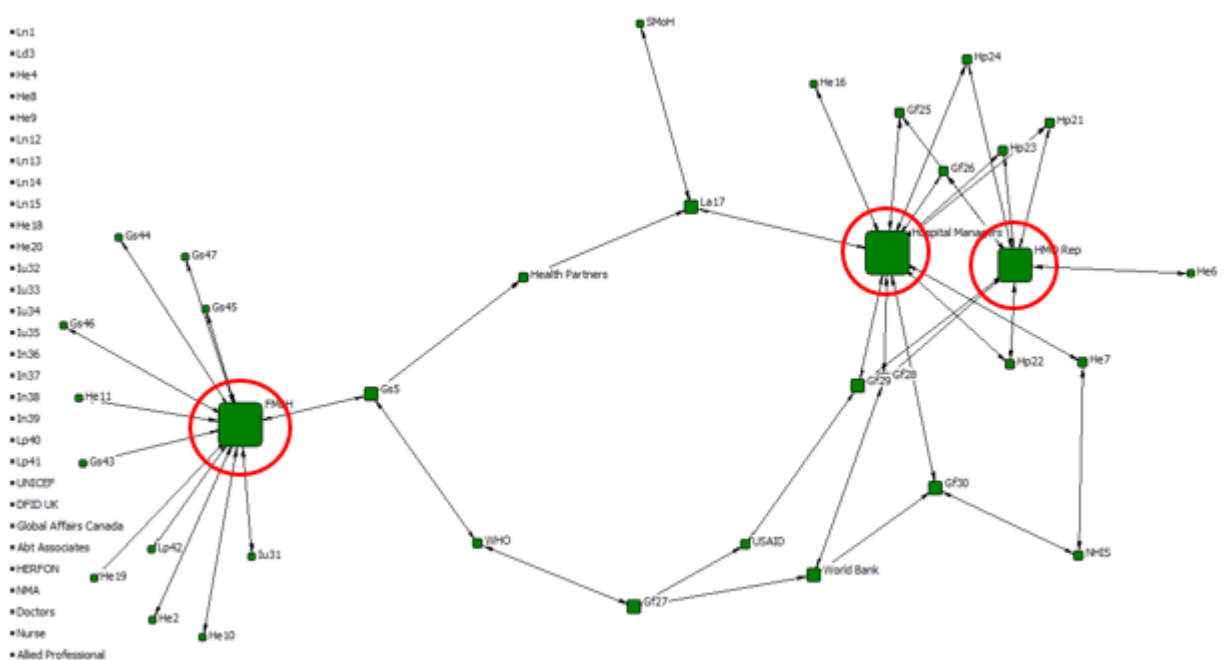 Ln1
Ld3
He4
He8
He9
Ln12
Ln13
Ln14
Ln15
He18
He20
Iu32
Iu33
Iu34
Iu35
In36
In37
In38
In39
Lp40
Lp41
UNICEF
DFID UK
Global Affairs Canada
Abt Associates
HERFON
NMA
Doctors
Nurse
Allied Professional
Gs44
Gs47
Gs45
Gs46
He11
FMoH
Gs43
Lp42
Iu31
He19
He2
He10
Gs5
Health Partners
WHO
SMoH
La17
He16
Hp24
Gf25
Hp21
Hp23
Gf26
Hospital Managers
HMO Rep
He6
Hp22
He7
Gf29
Gf28
Gf30
USAID
World Bank
NHIS
Gf27